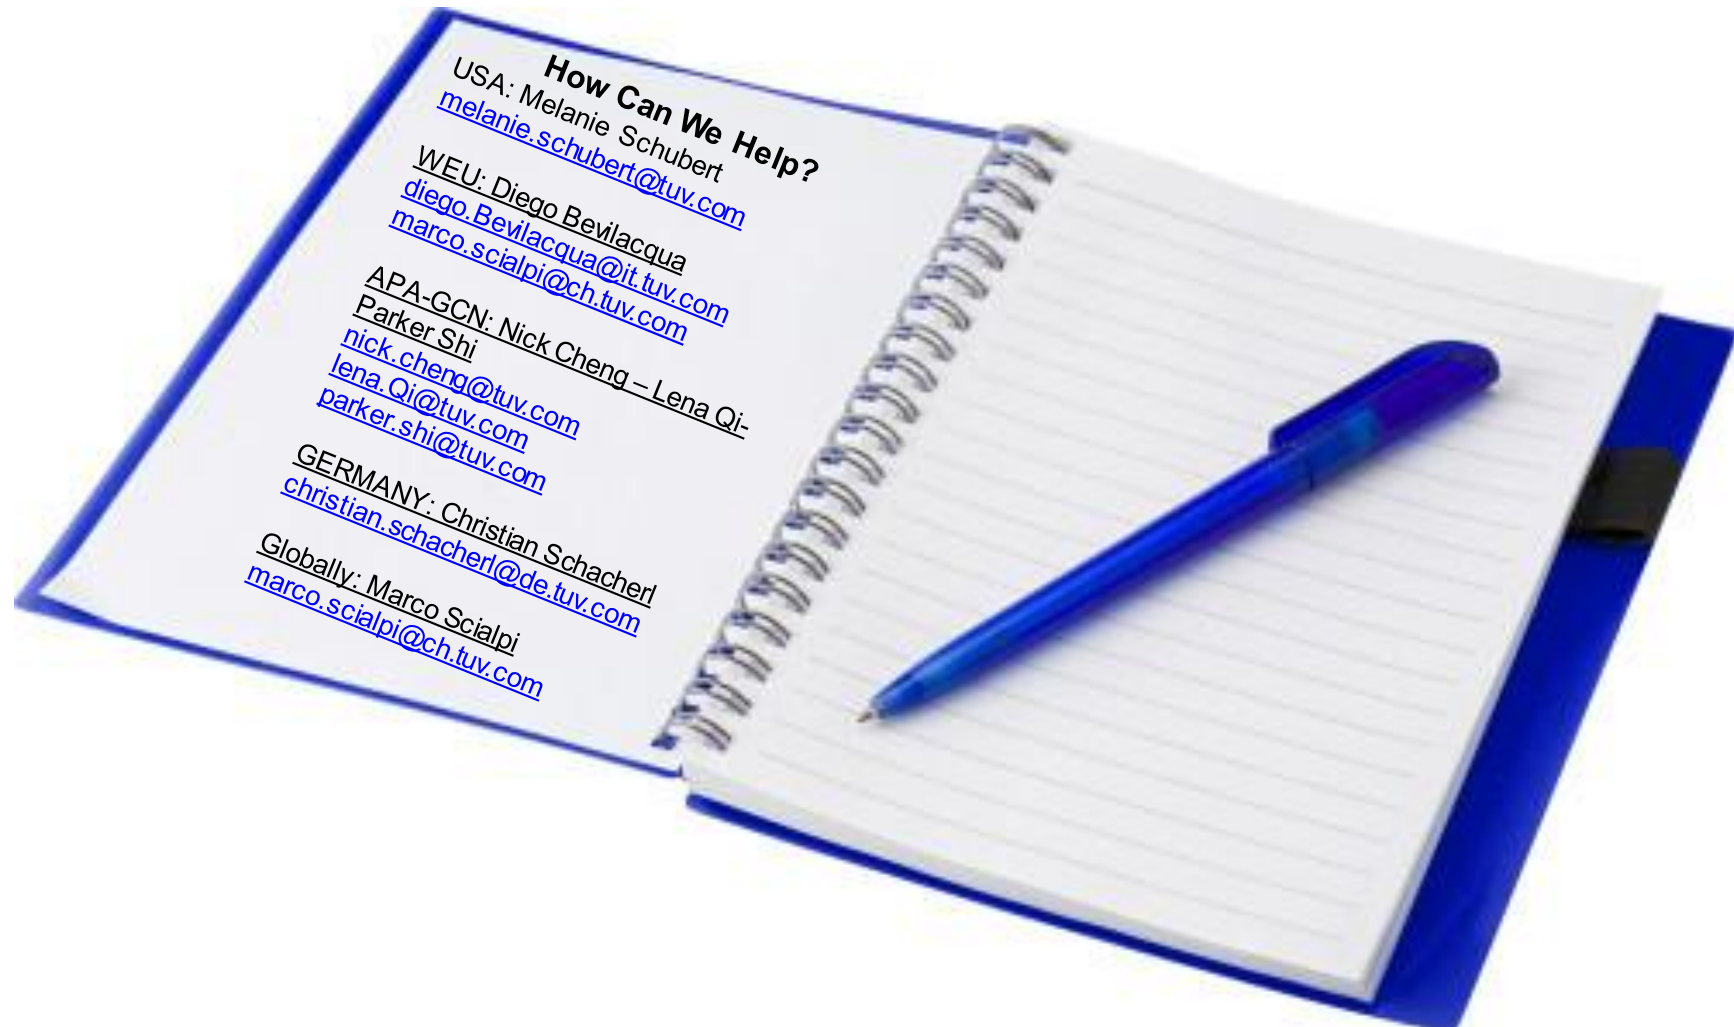 How Can We Help?
USA: Melanie Schubert
melanie.schubert@tuv.com
WEU: Diego Bevilacqua
diego.Bevilacqua@it.tuv.com
marco.scialpi@ch.tuv.com
APA-GCN: Nick Cheng – Lena Qi-
Parker Shi
nick.cheng@tuv.com
lena.Qi@tuv.com
parker.shi@tuv.com
GERMANY: Christian Schacherl
christian.schacherl@de.tuv.com
Globally: Marco Scialpi
marco.scialpi@ch.tuv.com